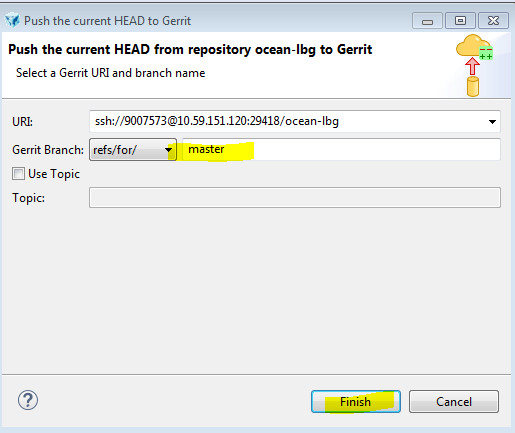 Push the current HEAD to Gerrit
Push the current HEAD from repository ocean-lbg to Gerrit
Select a Gerrit URI and branch name
URI: ssh://9007573@10.59.151.120:29418/ocean-lbg
Gerrit Branch: refs/for/ master
Use Topic
Topic:
? Finish Cancel